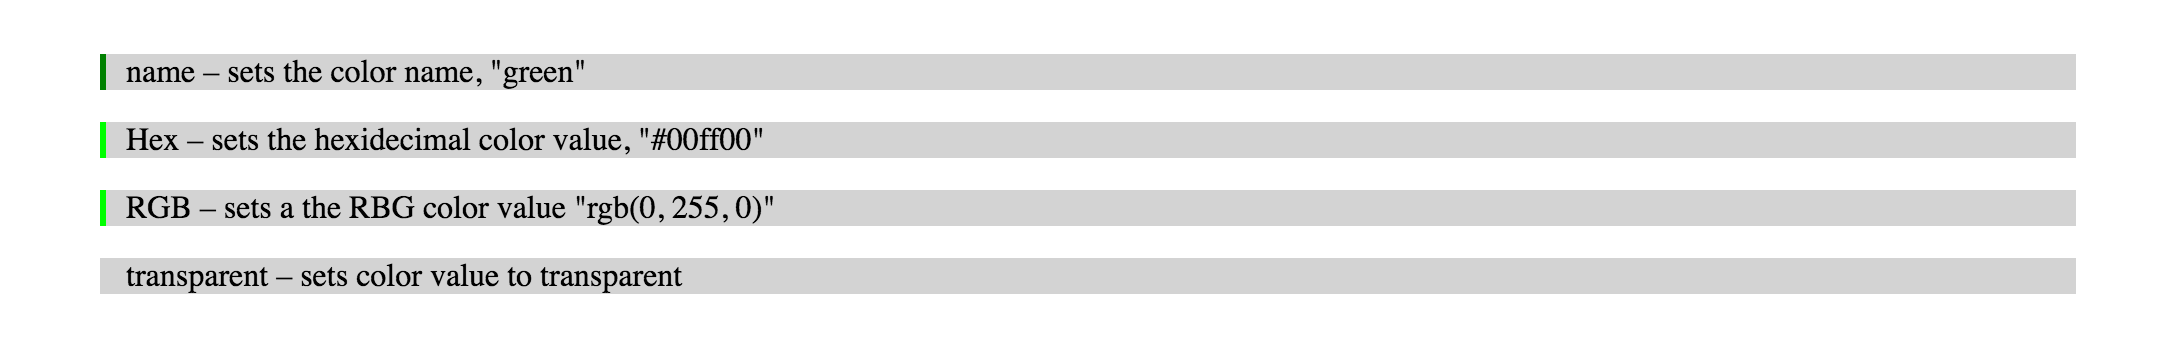 name – sets the color name, "green"
Hex – sets the hexidecimal color value, "#00ff00"
RGB – sets a the RBG color value "rgb(0, 255, 0)"
transparent – sets color value to transparent